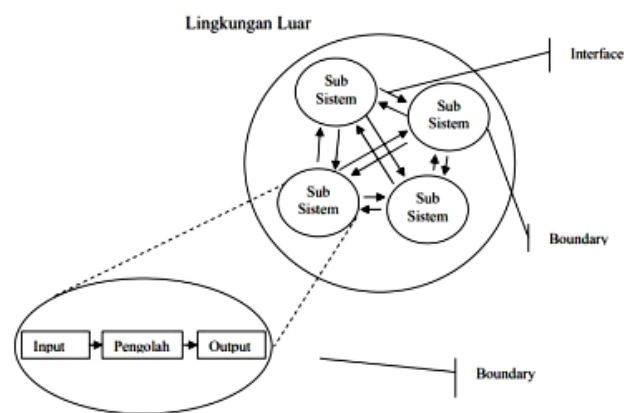 Lingkungan Luar
Interface
Sub
Sistem
Sub
Sistem
Sub
Sistem
Sub
Sistem
Boundary
Input
Pengolah
Output
Boundary